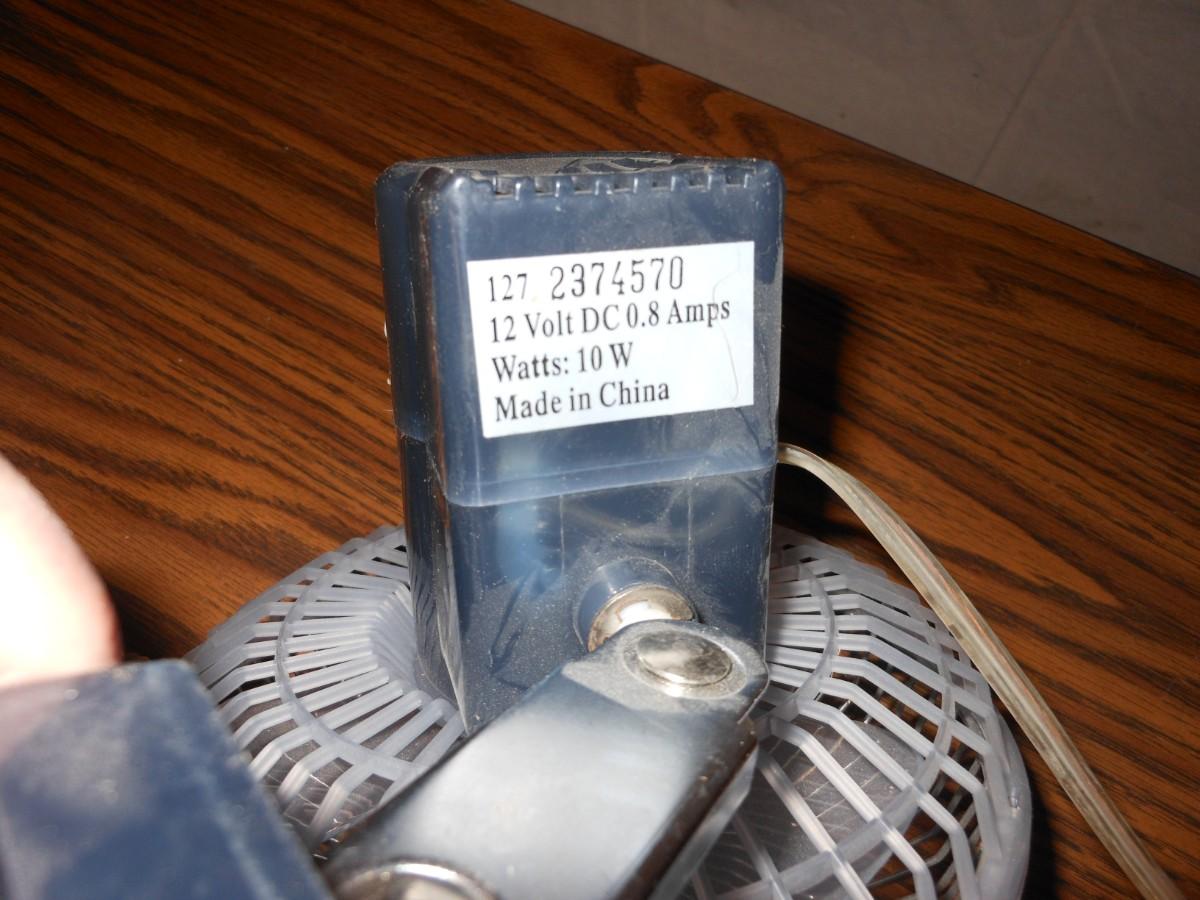 127 2374570
12 Volt DC 0.8 Amps
Watts: 10 W
Made in China